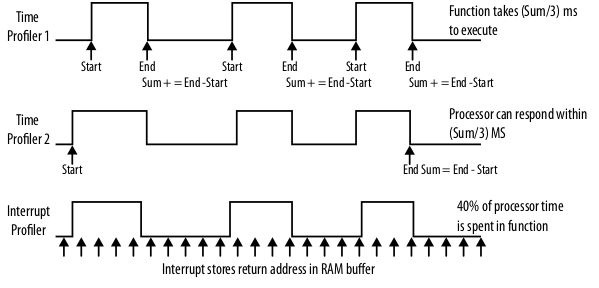 Time
Profiler 1
Function takes (Sum/3) ms
to execute
Start
End
Start
End
Start
End
Sum + = End -Start
Sum + = End -Start
Sum + = End -Start
Time
Profiler 2
Processor can respond within
(Sum/3) MS
Start
End Sum = End - Start
Interrupt
Profiler
40% of processor time
is spent in function
Interrupt stores return address in RAM buffer